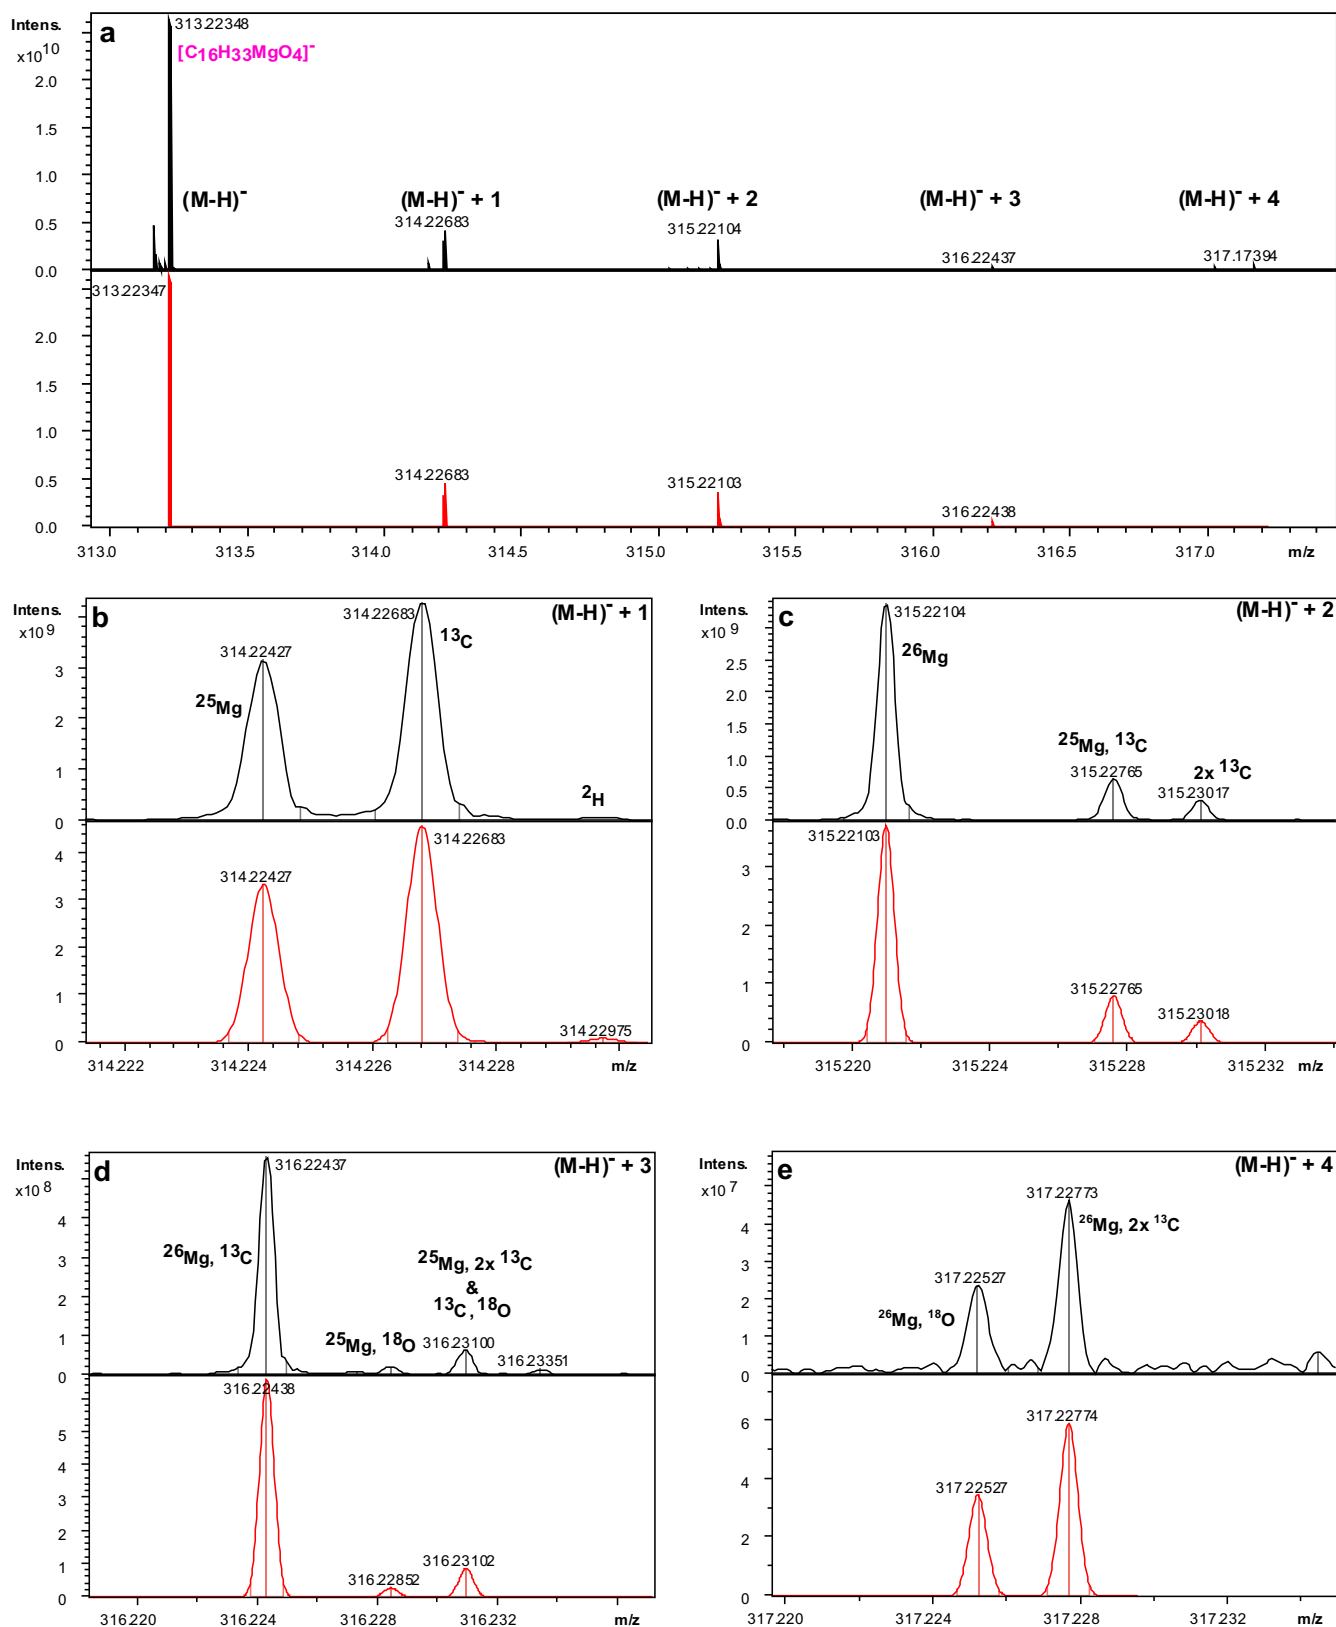 Intens.
x10¹⁰
a
313.22348
[C₁₆H₃₃MgO₄]⁻
2.0
1.5
1.0
0.5
0.0
(M-H)⁻
(M-H)⁻ + 1
314.22683
(M-H)⁻ + 2
315.22104
(M-H)⁻ + 3
316.22437
(M-H)⁻ + 4
317.17394
313.22347
2.0
1.5
1.0
0.5
0.0
314.22683
315.22103
316.22438
313.0 313.5 314.0 314.5 315.0 315.5 316.0 316.5 317.0 m/z
Intens.
x10⁹
b
(M-H)⁻ + 1
314.22683
¹³C
314.22427
²⁵Mg
²H
3
2
1
0
314.22683
314.22427
314.22975
4
3
2
1
0
314.222 314.224 314.226 314.228 m/z
Intens.
x10⁹
c
(M-H)⁻ + 2
315.22104
²⁶Mg
²⁵Mg, ¹³C
315.22765
2x ¹³C
315.23017
2.5
2.0
1.5
1.0
0.5
0.0
315.22103
315.22765
315.23018
3
2
1
0
315.220 315.224 315.228 315.232 m/z
Intens.
x10⁸
d
(M-H)⁻ + 3
316.22437
²⁶Mg, ¹³C
²⁵Mg, 2x ¹³C
&
¹³C, ¹⁸O
²⁵Mg, ¹⁸O
316.23100
316.23351
4
3
2
1
0
316.22438
316.22852
316.23102
5
4
3
2
1
0
316.220 316.224 316.228 316.232 m/z
Intens.
x10⁷
e
(M-H)⁻ + 4
317.22773
²⁶Mg, 2x ¹³C
317.22527
²⁶Mg, ¹⁸O
4
3
2
1
0
317.22774
317.22527
6
4
2
0
317.220 317.224 317.228 317.232 m/z